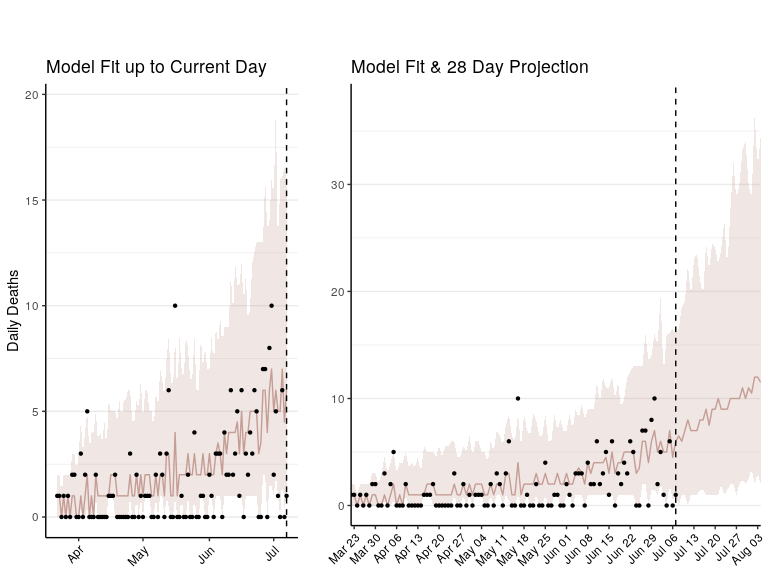 Model Fit up to Current Day
Daily Deaths
20
15
10
5
0
Apr
May
Jun
Jul
Model Fit & 28 Day Projection
30
20
10
0
Mar 23
Mar 30
Apr 06
Apr 13
Apr 20
Apr 27
May 04
May 11
May 18
May 25
Jun 01
Jun 08
Jun 15
Jun 22
Jun 29
Jul 06
Jul 13
Jul 20
Jul 27
Aug 03